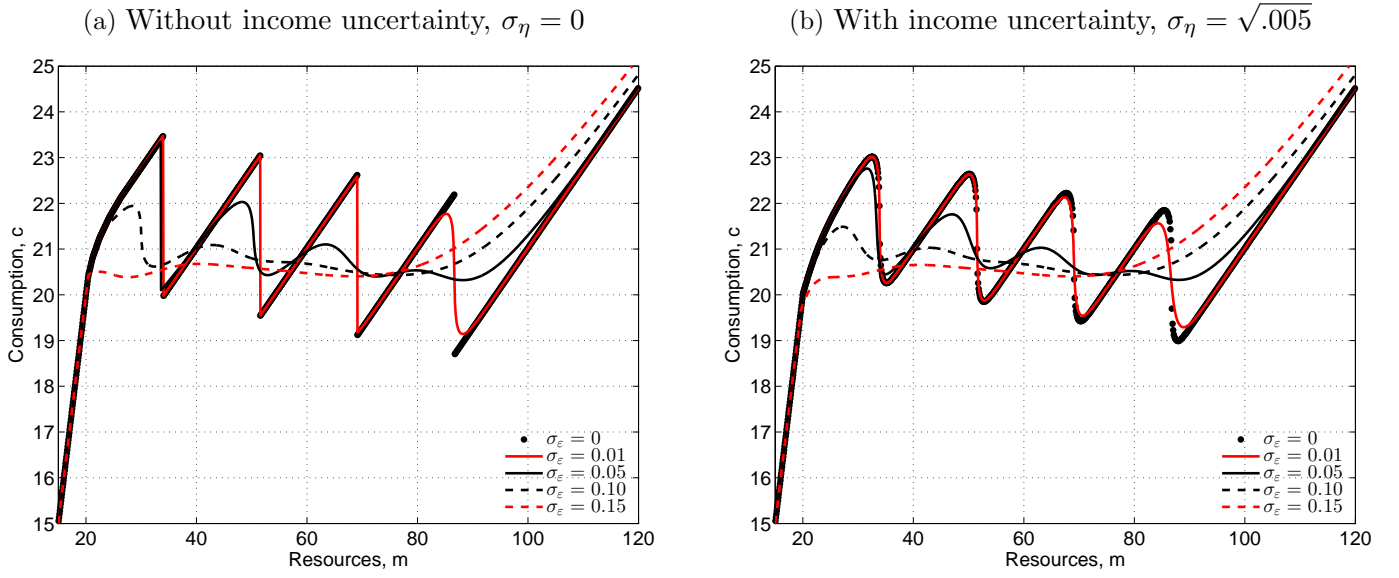 (a) Without income uncertainty, σ_η = 0
25
24
23
22
21
20
19
18
17
16
15
Consumption, c
20 40 60 80 100 120
Resources, m
σ_ε = 0
σ_ε = 0.01
σ_ε = 0.05
σ_ε = 0.10
σ_ε = 0.15
(b) With income uncertainty, σ_η = √.005
25
24
23
22
21
20
19
18
17
16
15
Consumption, c
20 40 60 80 100 120
Resources, m
σ_ε = 0
σ_ε = 0.01
σ_ε = 0.05
σ_ε = 0.10
σ_ε = 0.15